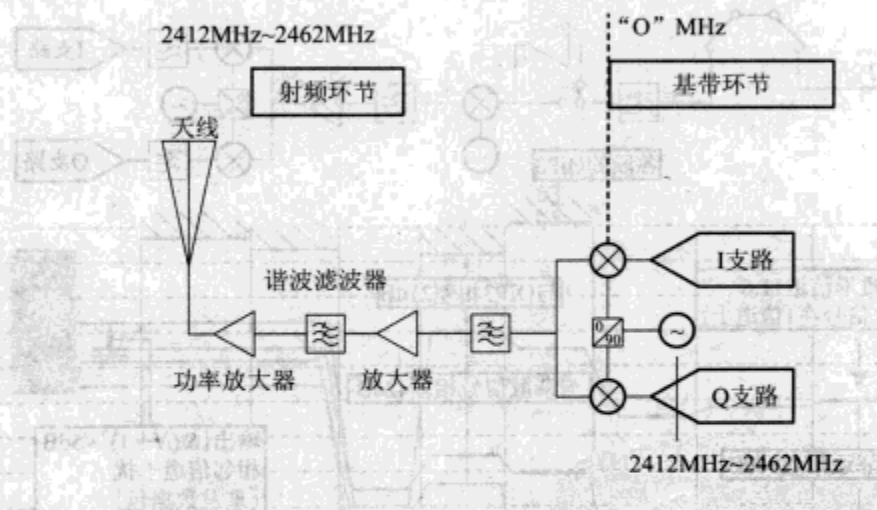 2412MHz~2462MHz
"O" MHz
射频环节
基带环节
天线
I支路
谐波滤波器
0
90
~
功率放大器
放大器
Q支路
2412MHz~2462MHz